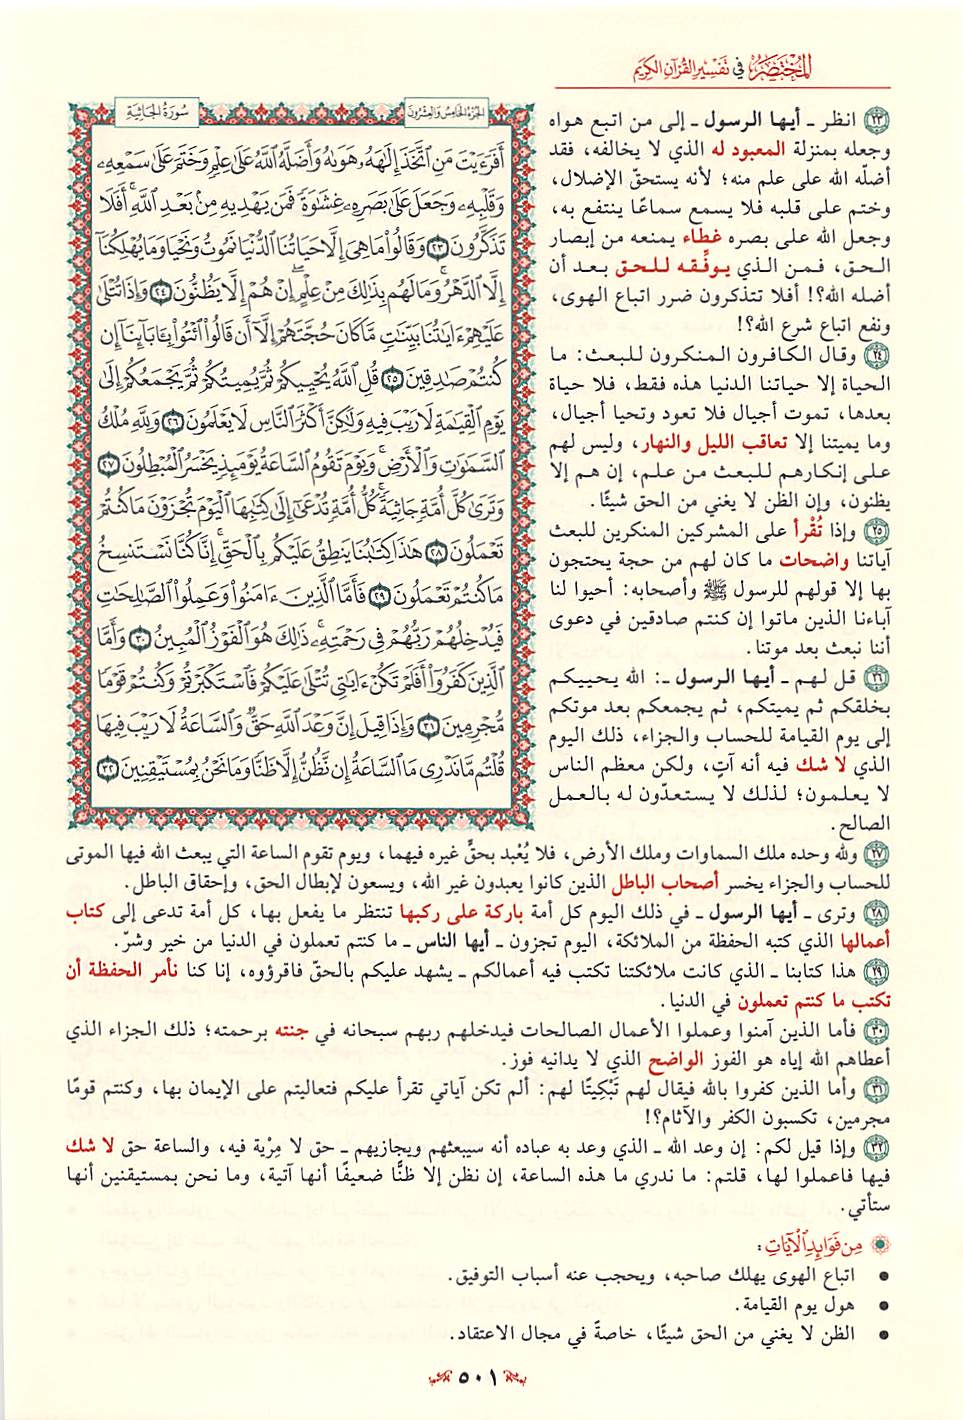 المختصر في تفسير القرآن الكريم
سورة الجاثية
الجزء الخامس والعشرون
أَفَرَءَيْتَ مَنِ ٱتَّخَذَ إِلَٰهَهُۥ هَوَىٰهُ وَأَضَلَّهُ ٱللَّهُ عَلَىٰ عِلْمٍ وَخَتَمَ عَلَىٰ سَمْعِهِۦ
وَقَلْبِهِۦ وَجَعَلَ عَلَىٰ بَصَرِهِۦ غِشَٰوَةً فَمَن يَهْدِيهِ مِنۢ بَعْدِ ٱللَّهِۚ أَفَلَا
تَذَكَّرُونَ ٢٣ وَقَالُوا۟ مَا هِىَ إِلَّا حَيَاتُنَا ٱلدُّنْيَا نَمُوتُ وَنَحْيَا وَمَا يُهْلِكُنَآ
إِلَّا ٱلدَّهْرُۚ وَمَا لَهُم بِذَٰلِكَ مِنْ عِلْمٍۖ إِنْ هُمْ إِلَّا يَظُنُّونَ ٢٤ وَإِذَا تُتْلَىٰ
عَلَيْهِمْ ءَايَٰتُنَا بَيِّنَٰتٍ مَّا كَانَ حُجَّتَهُمْ إِلَّآ أَن قَالُوا۟ ٱئْتُوا۟ بِـَٔابَآئِنَآ إِن
كُنتُمْ صَٰدِقِينَ ٢٥ قُلِ ٱللَّهُ يُحْيِيكُمْ ثُمَّ يُمِيتُكُمْ ثُمَّ يَجْمَعُكُمْ إِلَىٰ
يَوْمِ ٱلْقِيَٰمَةِ لَا رَيْبَ فِيهِ وَلَٰكِنَّ أَكْثَرَ ٱلنَّاسِ لَا يَعْلَمُونَ ٢٦ وَلِلَّهِ مُلْكُ
ٱلسَّمَٰوَٰتِ وَٱلْأَرْضِۚ وَيَوْمَ تَقُومُ ٱلسَّاعَةُ يَوْمَئِذٍ يَخْسَرُ ٱلْمُبْطِلُونَ ٢٧
وَتَرَىٰ كُلَّ أُمَّةٍ جَاثِيَةًۚ كُلُّ أُمَّةٍ تُدْعَىٰٓ إِلَىٰ كِتَٰبِهَا ٱلْيَوْمَ تُجْزَوْنَ مَا كُنتُمْ
تَعْمَلُونَ ٢٨ هَٰذَا كِتَٰبُنَا يَنطِقُ عَلَيْكُم بِٱلْحَقِّۚ إِنَّا كُنَّا نَسْتَنسِخُ
مَا كُنتُمْ تَعْمَلُونَ ٢٩ فَأَمَّا ٱلَّذِينَ ءَامَنُوا۟ وَعَمِلُوا۟ ٱلصَّٰلِحَٰتِ
فَيُدْخِلُهُمْ رَبُّهُمْ فِى رَحْمَتِهِۦۚ ذَٰلِكَ هُوَ ٱلْفَوْزُ ٱلْمُبِينُ ٣٠ وَأَمَّا
ٱلَّذِينَ كَفَرُوٓا۟ أَفَلَمْ تَكُنْ ءَايَٰتِى تُتْلَىٰ عَلَيْكُمْ فَٱسْتَكْبَرْتُمْ وَكُنتُمْ قَوْمًا
مُّجْرِمِينَ ٣١ وَإِذَا قِيلَ إِنَّ وَعْدَ ٱللَّهِ حَقٌّ وَٱلسَّاعَةُ لَا رَيْبَ فِيهَا
قُلْتُم مَّا نَدْرِى مَا ٱلسَّاعَةُ إِن نَّظُنُّ إِلَّا ظَنًّا وَمَا نَحْنُ بِمُسْتَيْقِنِينَ ٣٢
٢٣ انظر ـ أيها الرسول ـ إلى من اتبع هواه
وجعله بمنزلة المعبود له الذي لا يخالفه، فقد
أضلّه الله على علم منه؛ لأنه يستحقّ الإضلال،
وختم على قلبه فلا يسمع سماعًا ينتفع به،
وجعل الله على بصره غطاء يمنعه من إبصار
الحق، فمن الذي يوفِّقه للحق بعد أن
أضله الله؟! أفلا تتذكرون ضرر اتباع الهوى،
ونفع اتباع شرع الله؟!
٢٤ وقال الكافرون المنكرون للبعث: ما
الحياة إلا حياتنا الدنيا هذه فقط، فلا حياة
بعدها، تموت أجيال فلا تعود وتحيا أجيال،
وما يميتنا إلا تعاقب الليل والنهار، وليس لهم
على إنكارهم للبعث من علم، إن هم إلا
يظنون، وإن الظن لا يغني من الحق شيئًا.
٢٥ وإذا تُقْرأ على المشركين المنكرين للبعث
آياتنا واضحات ما كان لهم من حجة يحتجون
بها إلا قولهم للرسول ﷺ وأصحابه: أحيوا لنا
آباءنا الذين ماتوا إن كنتم صادقين في دعوى
أننا نبعث بعد موتنا.
٢٦ قل لهم ـ أيها الرسول ـ: الله يحييكم
بخلقكم ثم يميتكم، ثم يجمعكم بعد موتكم
إلى يوم القيامة للحساب والجزاء، ذلك اليوم
الذي لا شك فيه أنه آتٍ، ولكن معظم الناس
لا يعلمون؛ لذلك لا يستعدّون له بالعمل
الصالح.
٢٧ ولله وحده ملك السماوات وملك الأرض، فلا يُعْبد بحقٍّ غيره فيهما، ويوم تقوم الساعة التي يبعث الله فيها الموتى
للحساب والجزاء يخسر أصحاب الباطل الذين كانوا يعبدون غير الله، ويسعون لإبطال الحق، وإحقاق الباطل.
٢٨ وترى ـ أيها الرسول ـ في ذلك اليوم كل أمة باركة على ركبها تنتظر ما يفعل بها، كل أمة تدعى إلى كتاب
أعمالها الذي كتبه الحفظة من الملائكة، اليوم تجزون ـ أيها الناس ـ ما كنتم تعملون في الدنيا من خير وشرّ.
٢٩ هذا كتابنا ـ الذي كانت ملائكتنا تكتب فيه أعمالكم ـ يشهد عليكم بالحقّ فاقرؤوه، إنا كنا نأمر الحفظة أن
تكتب ما كنتم تعملون في الدنيا.
٣٠ فأما الذين آمنوا وعملوا الأعمال الصالحات فيدخلهم ربهم سبحانه في جنته برحمته؛ ذلك الجزاء الذي
أعطاهم الله إياه هو الفوز الواضح الذي لا يدانيه فوز.
٣١ وأما الذين كفروا بالله فيقال لهم تَبْكِيتًا لهم: ألم تكن آياتي تقرأ عليكم فتعاليتم على الإيمان بها، وكنتم قومًا
مجرمين، تكسبون الكفر والآثام؟!
٣٢ وإذا قيل لكم: إن وعد الله ـ الذي وعد به عباده أنه سيبعثهم ويجازيهم ـ حق لا مِرْية فيه، والساعة حق لا شك
فيها فاعملوا لها، قلتم: ما ندري ما هذه الساعة، إن نظن إلا ظنًّا ضعيفًا أنها آتية، وما نحن بمستيقنين أنها
ستأتي.
من فوائد الآيات:
• اتباع الهوى يهلك صاحبه، ويحجب عنه أسباب التوفيق.
• هول يوم القيامة.
• الظن لا يغني من الحق شيئًا، خاصةً في مجال الاعتقاد.
٥٠١